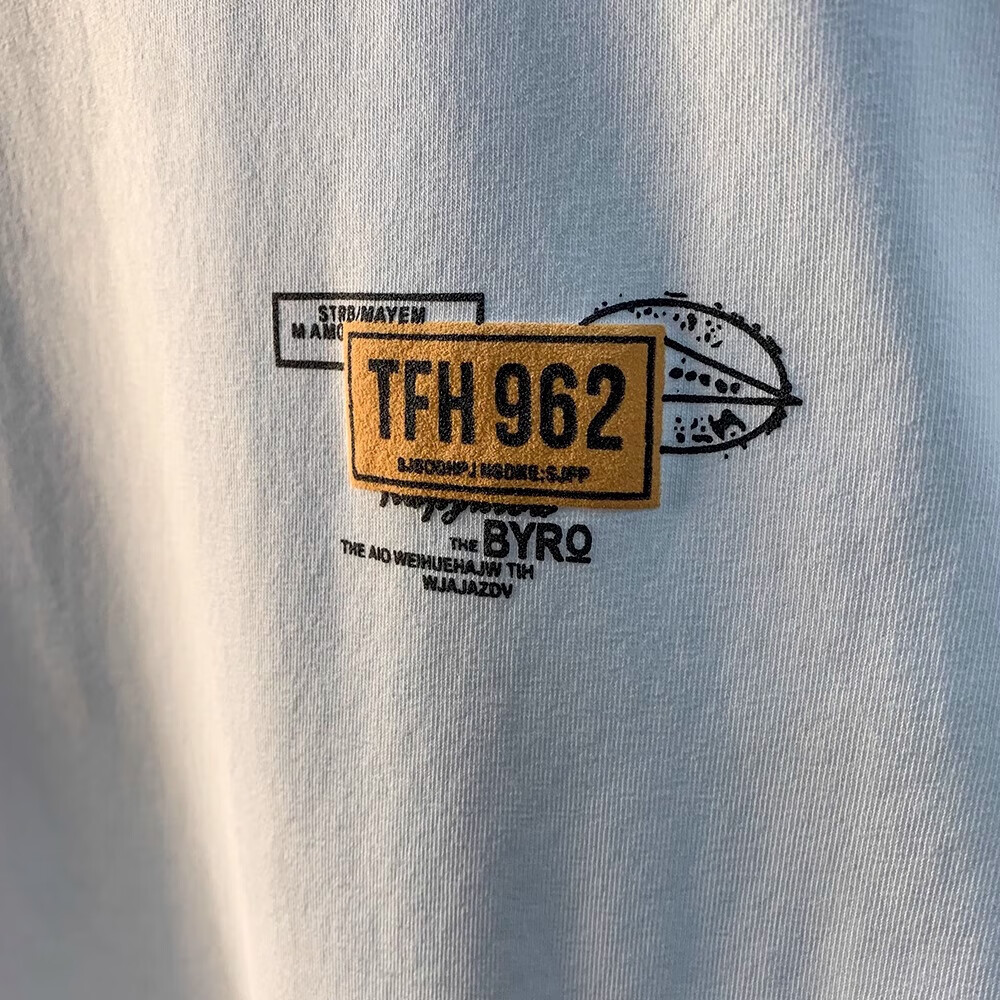 STRB/MAYEM
M AMO
TFH 962
THE BYRO
THE AIO WEIHUEHAJW TIH
WJAJAZDV